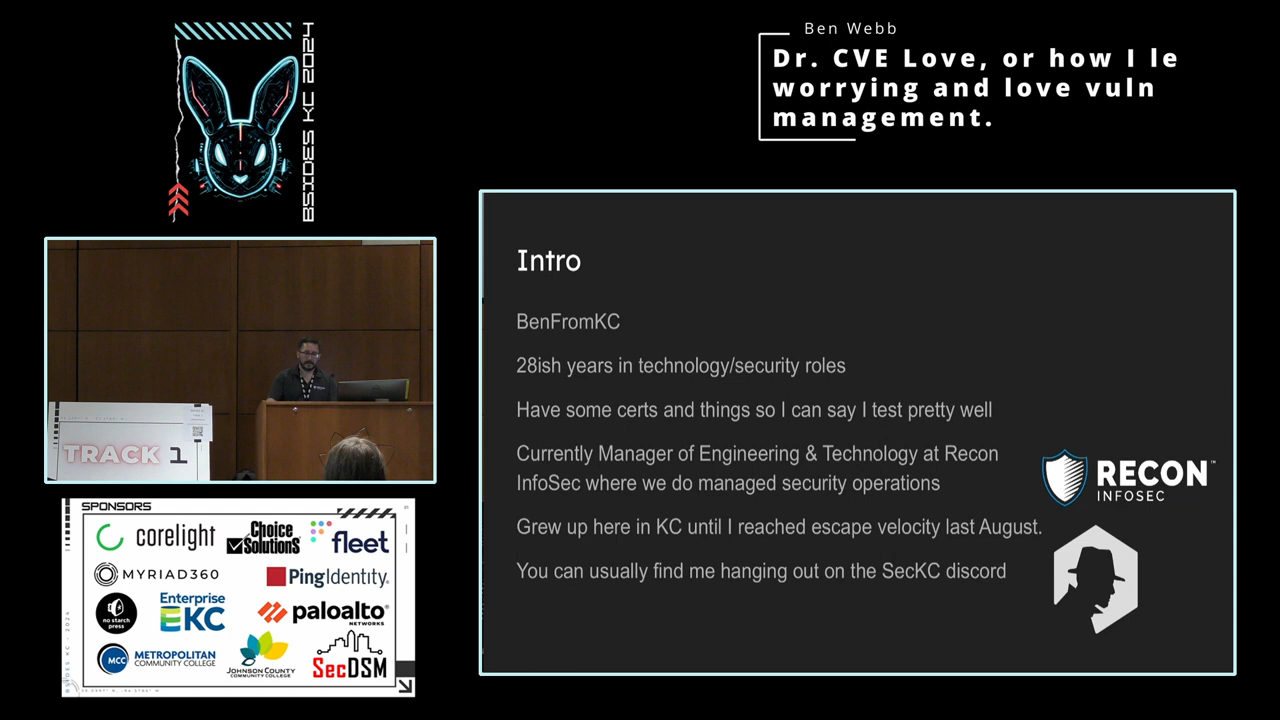 BSIDES KC 2024
Ben Webb
Dr. CVE Love, or how I le
worrying and love vuln
management.
TRACK 1
Intro
BenFromKC
28ish years in technology/security roles
Have some certs and things so I can say I test pretty well
Currently Manager of Engineering & Technology at Recon
InfoSec where we do managed security operations
Grew up here in KC until I reached escape velocity last August.
You can usually find me hanging out on the SecKC discord
RECON
INFOSEC
SPONSORS
corelight
Choice
SolutionS
fleet
MYRIAD360
PingIdentity.
no starch
press
Enterprise
EKC
paloalto
NETWORKS
MCC
METROPOLITAN
COMMUNITY COLLEGE
JOHNSON COUNTY
COMMUNITY COLLEGE
SecDSM